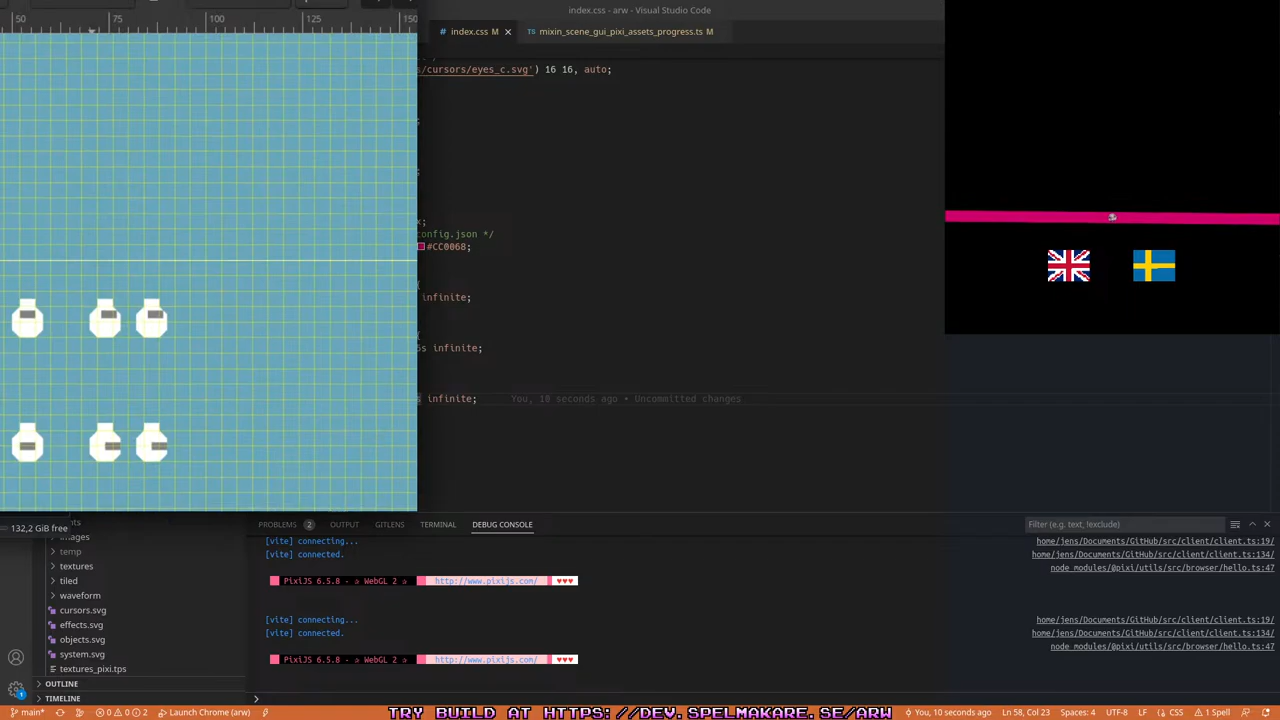 50 75 100 125 150
index.css - arw - Visual Studio Code
# index.css M
TS mixin_scene_gui_pixi_assets_progress.ts M
s/cursors/eyes_c.svg') 16 16, auto;
x;
config.json */
#CC0068;
{
infinite;
{
5s infinite;
s infinite; You, 10 seconds ago • Uncommitted changes
132,2 GiB free
images
temp
textures
tiled
waveform
cursors.svg
effects.svg
objects.svg
system.svg
textures_pixi.tps
OUTLINE
TIMELINE
PROBLEMS 2 OUTPUT GITLENS TERMINAL DEBUG CONSOLE
Filter (e.g. text, !exclude)
[vite] connecting... home/jens/Documents/GitHub/src/client/client.ts:19/
[vite] connected. home/jens/Documents/GitHub/src/client/client.ts:134/
node_modules/@pixi/utils/src/browser/hello.ts:47
PixiJS 6.5.8 - ✰ WebGL 2 ✰ http://www.pixijs.com/ ♥♥♥
[vite] connecting... home/jens/Documents/GitHub/src/client/client.ts:19/
[vite] connected. home/jens/Documents/GitHub/src/client/client.ts:134/
node_modules/@pixi/utils/src/browser/hello.ts:47
PixiJS 6.5.8 - ✰ WebGL 2 ✰ http://www.pixijs.com/ ♥♥♥
main* 0 0 2 Launch Chrome (arw)
TRY BUILD AT HTTPS://DEV.SPELMAKARE.SE/ARW
You, 10 seconds ago Ln 58, Col 23 Spaces: 4 UTF-8 LF CSS 1 Spell